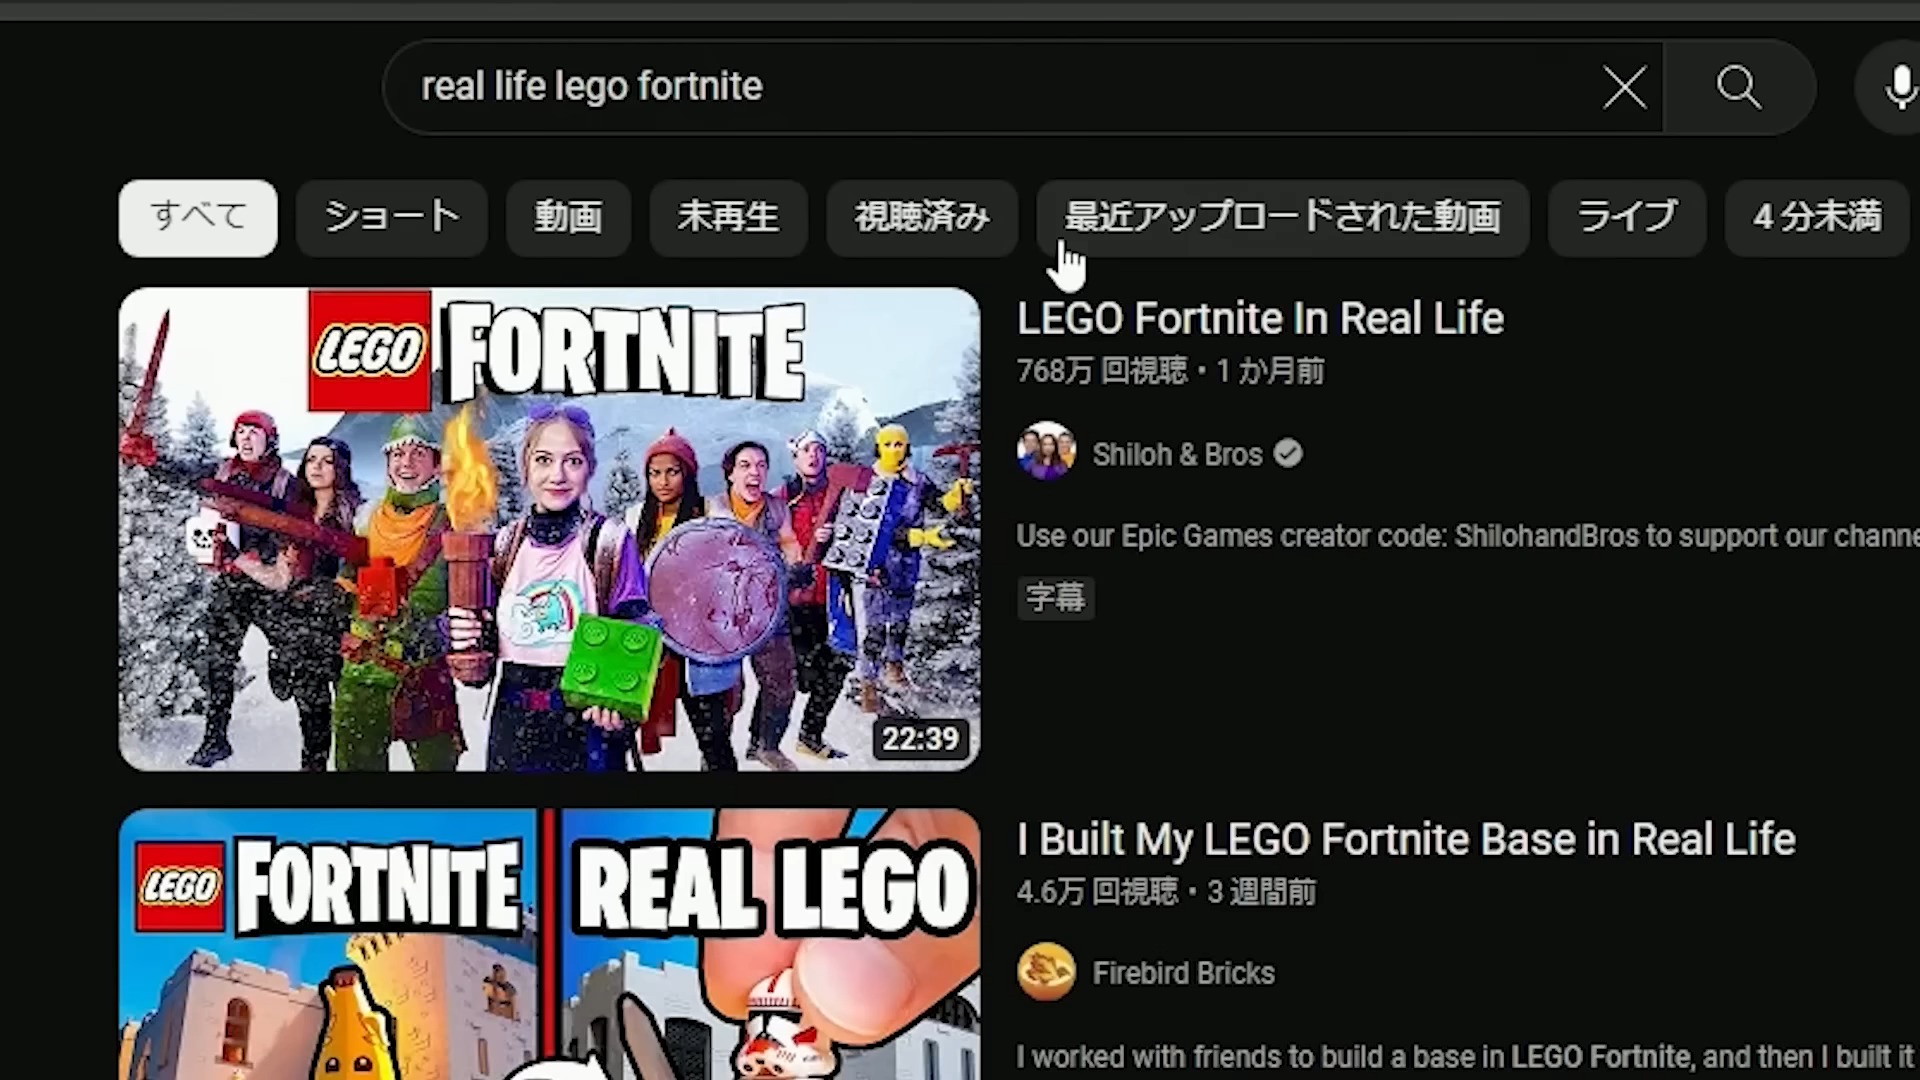 real life lego fortnite
すべて
ショート
動画
未再生
視聴済み
最近アップロードされた動画
ライブ
4 分未満
LEGO FORTNITE
22:39
LEGO Fortnite In Real Life
768万 回視聴・1 か月前
Shiloh & Bros
Use our Epic Games creator code: ShilohandBros to support our channe
字幕
LEGO FORTNITE
REAL LEGO
I Built My LEGO Fortnite Base in Real Life
4.6万 回視聴・3 週間前
Firebird Bricks
I worked with friends to build a base in LEGO Fortnite, and then I built it